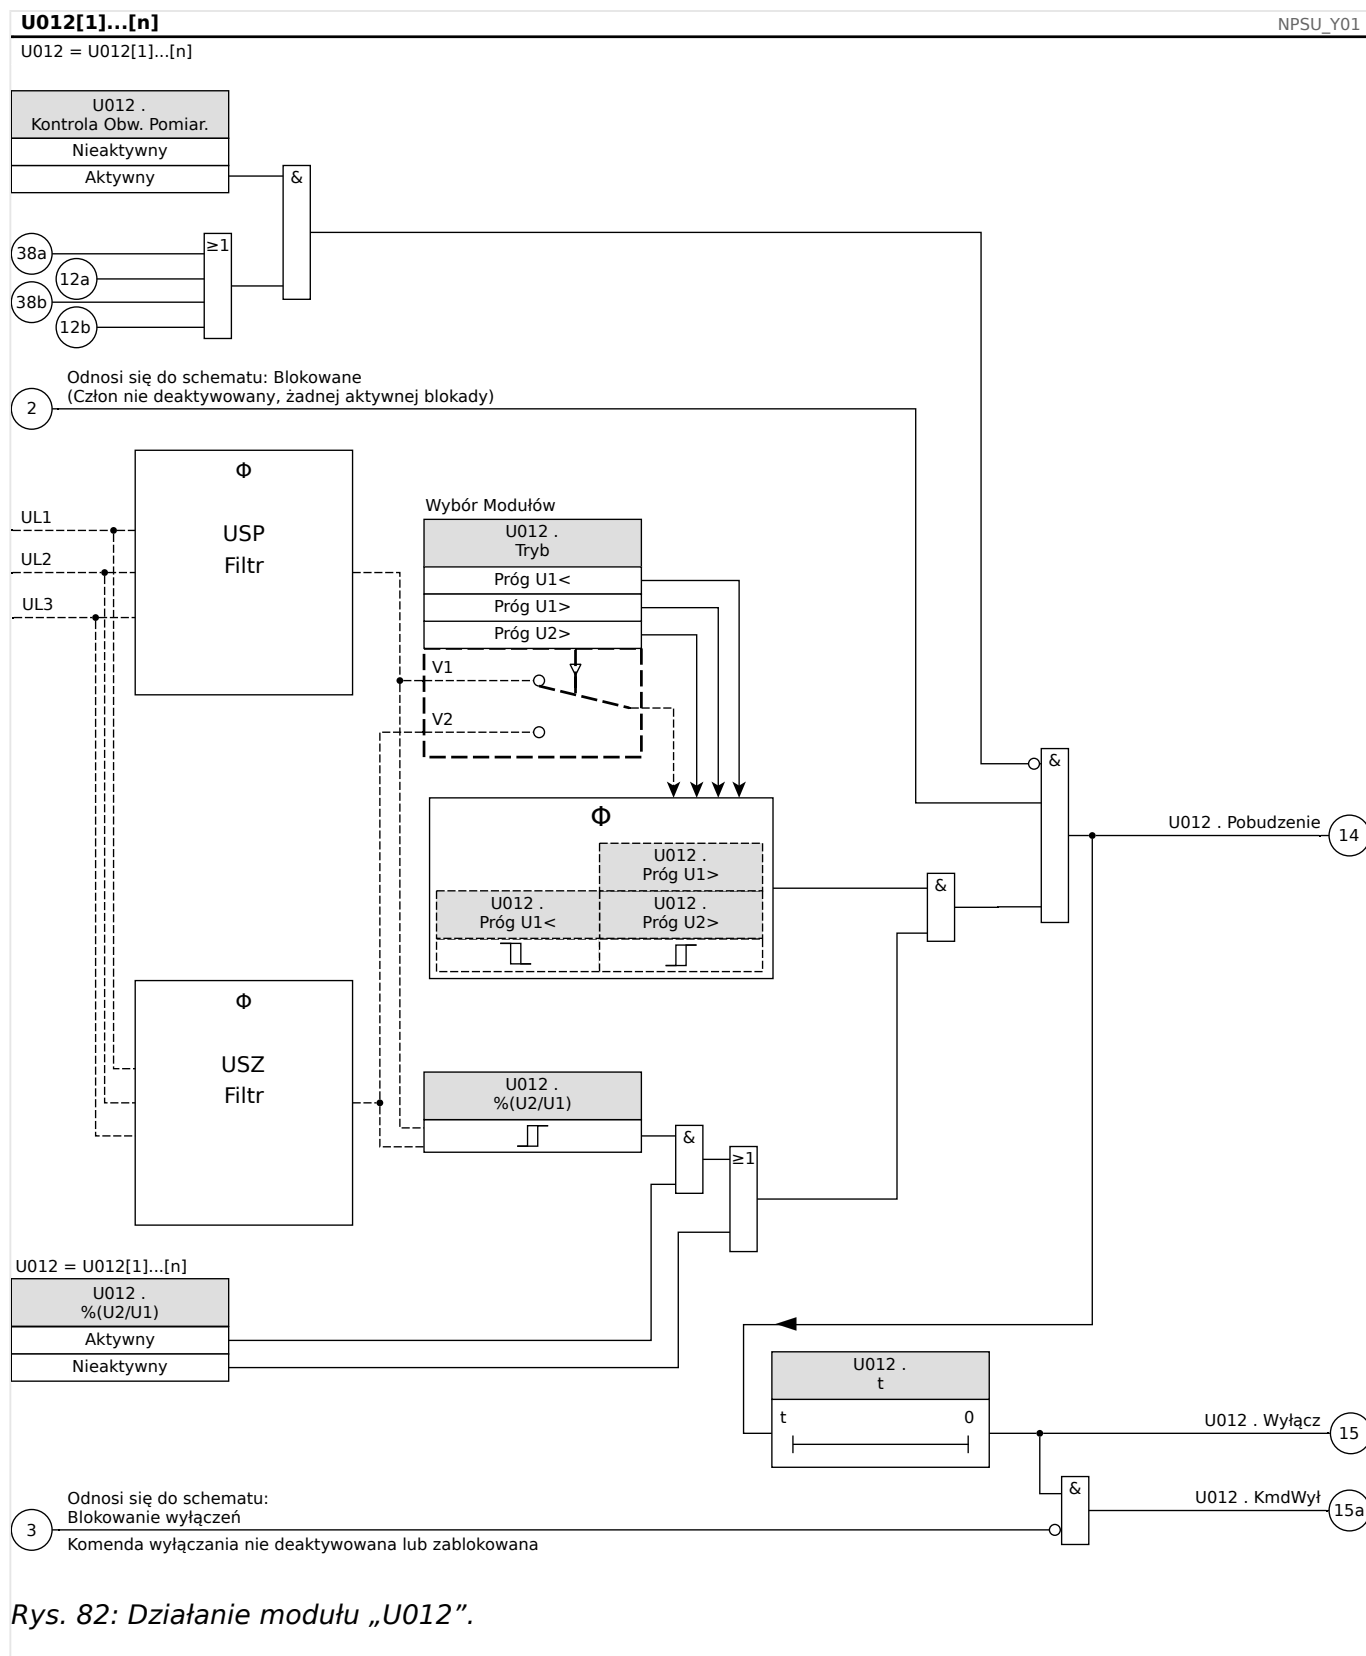 U012[1]...[n]
NPSU_Y01
U012 = U012[1]...[n]
U012 .
Kontrola Obw. Pomiar.
Nieaktywny
Aktywny
&
≥1
38a
12a
38b
12b
Odnosi się do schematu: Blokowane
(Człon nie deaktywowany, żadnej aktywnej blokady)
2
Φ
USP
Filtr
UL1
UL2
UL3
Wybór Modułów
U012 .
Tryb
Próg U1<
Próg U1>
Próg U2>
V1
V2
&
U012 . Pobudzenie
14
Φ
U012 .
Próg U1>
U012 .
Próg U1<
U012 .
Próg U2>
&
Φ
USZ
Filtr
U012 .
%(U2/U1)
&
≥1
U012 = U012[1]...[n]
U012 .
%(U2/U1)
Aktywny
Nieaktywny
U012 .
t
t
0
U012 . Wyłącz
15
&
U012 . KmdWył
15a
Odnosi się do schematu:
Blokowanie wyłączeń
3
Komenda wyłączania nie deaktywowana lub zablokowana
Rys. 82: Działanie modułu „U012”.